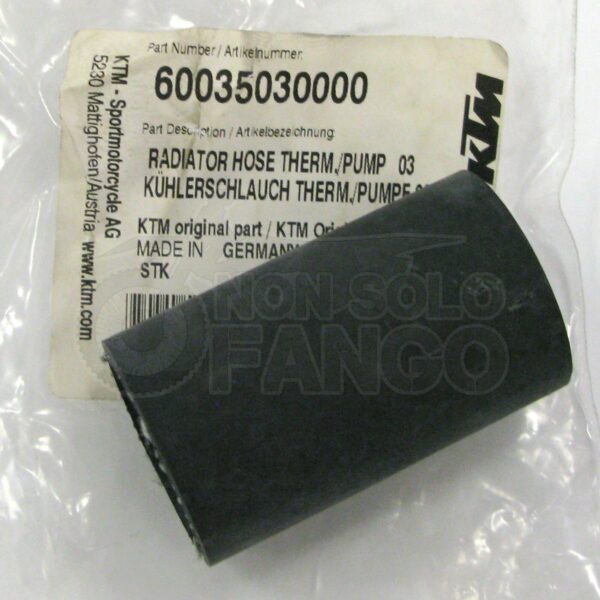 Part Number / Artikelnummer:
60035030000
Part Description / Artikelbezeichnung:
RADIATOR HOSE THERM./PUMP 03
KÜHLERSCHLAUCH THERM./PUMPE
KTM original part / KTM
MADE IN GERMANY
STK
KTM - Sportmotorcycle AG
5230 Mattighofen/Austria www.ktm.com
KTM
NON SOLO
FANGO